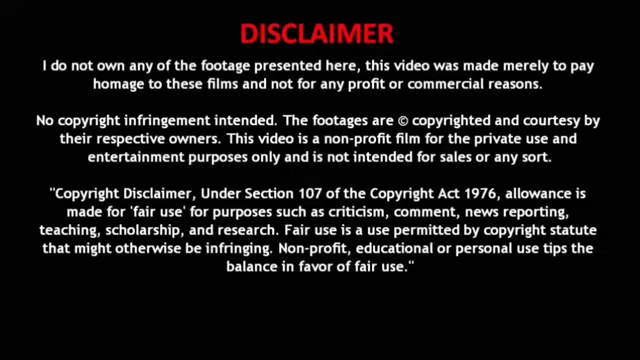 DISCLAIMER
I do not own any of the footage presented here, this video was made merely to pay
homage to these films and not for any profit or commercial reasons.
No copyright infringement intended. The footages are © copyrighted and courtesy by
their respective owners. This video is a non-profit film for the private use and
entertainment purposes only and is not intended for sales or any sort.
"Copyright Disclaimer, Under Section 107 of the Copyright Act 1976, allowance is
made for 'fair use' for purposes such as criticism, comment, news reporting,
teaching, scholarship, and research. Fair use is a use permitted by copyright statute
that might otherwise be infringing. Non-profit, educational or personal use tips the
balance in favor of fair use."